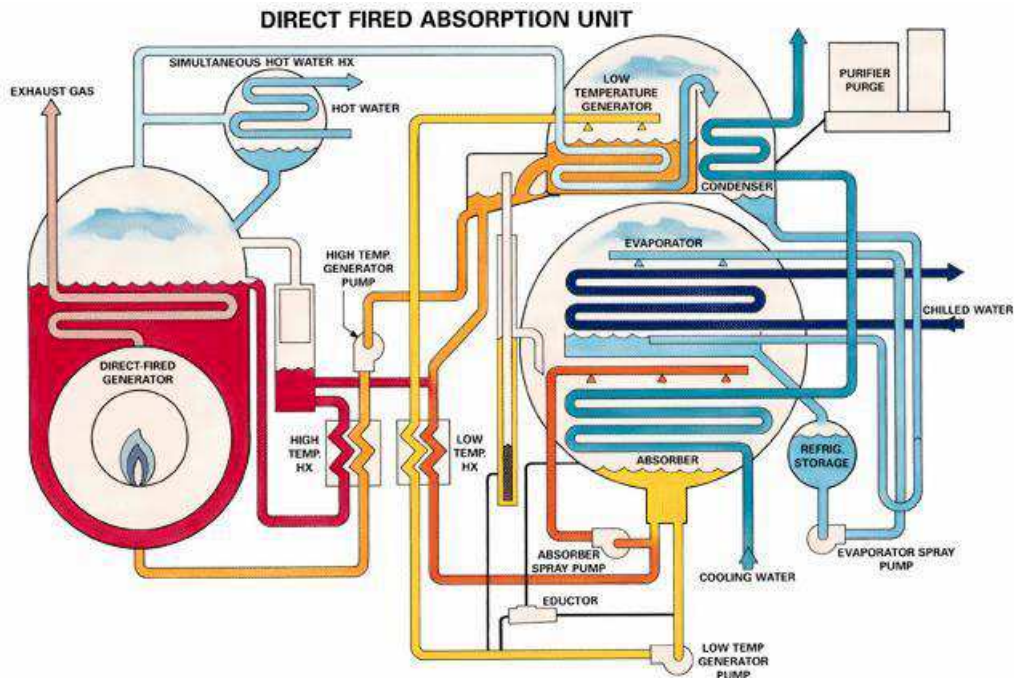 DIRECT FIRED ABSORPTION UNIT
SIMULTANEOUS HOT WATER HX
EXHAUST GAS
HOT WATER
LOW
TEMPERATURE
GENERATOR
PURIFIER
PURGE
CONDENSER
HIGH TEMP.
GENERATOR
PUMP
EVAPORATOR
CHILLED WATER
DIRECT-FIRED
GENERATOR
HIGH
TEMP.
HX
LOW
TEMP.
HX
ABSORBER
REFRIG.
STORAGE
ABSORBER
SPRAY PUMP
COOLING WATER
EVAPORATOR SPRAY
PUMP
EDUCTOR
LOW TEMP
GENERATOR
PUMP